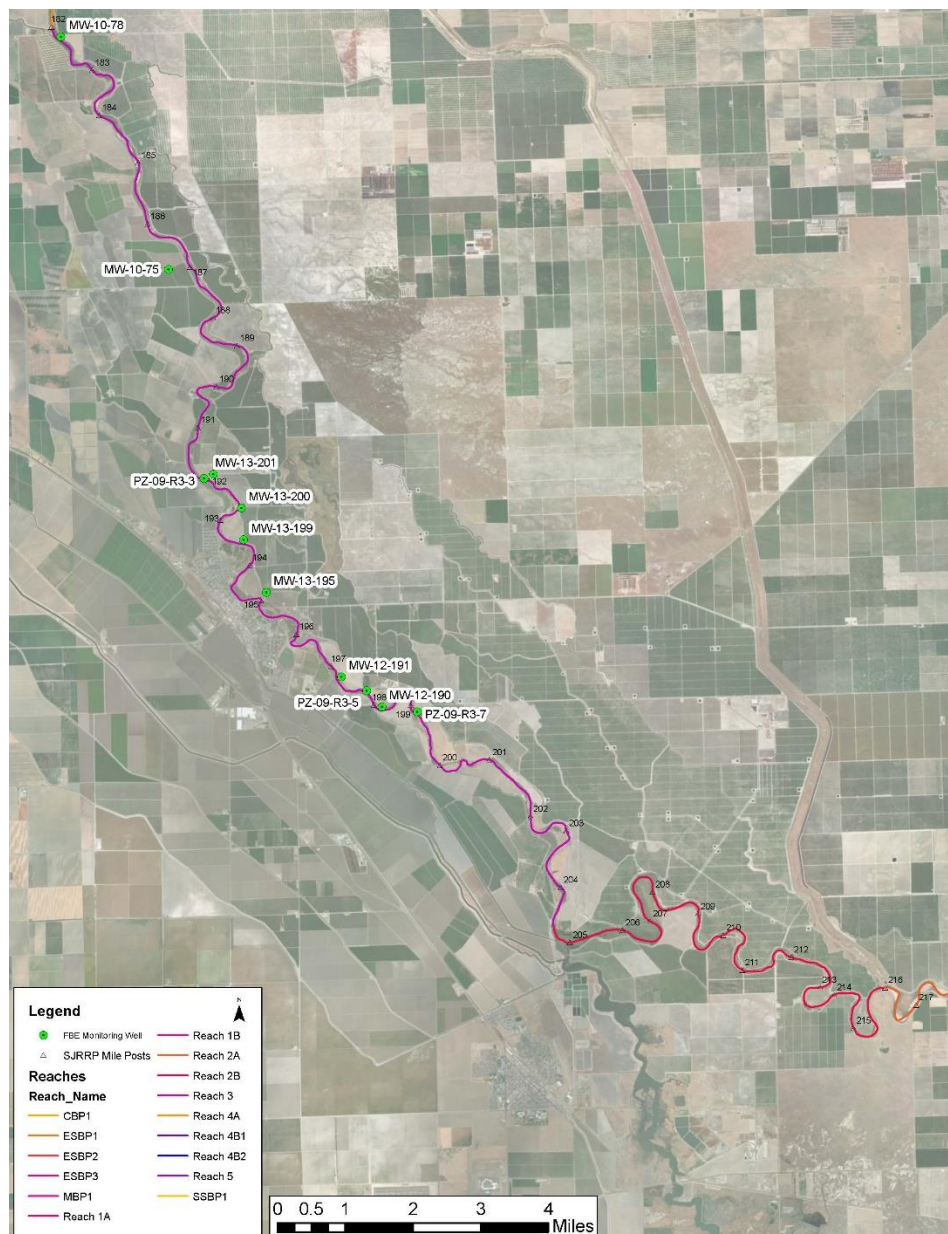 182
MW-10-78
183
184
185
186
MW-10-75
187
188
189
190
191
MW-13-201
PZ-09-R3-3
192
MW-13-200
193
MW-13-199
194
MW-13-195
195
196
197
MW-12-191
PZ-09-R3-5
198
MW-12-190
199
PZ-09-R3-7
200
201
202
203
204
205
206
207
208
209
210
211
212
213
214
215
216
217
Legend
N
FBE Monitoring Well
SJRRP Mile Posts
Reaches
Reach_Name
CBP1
ESBP1
ESBP2
ESBP3
MBP1
Reach 1A
Reach 1B
Reach 2A
Reach 2B
Reach 3
Reach 4A
Reach 4B1
Reach 4B2
Reach 5
SSBP1
0 0.5 1 2 3 4
Miles